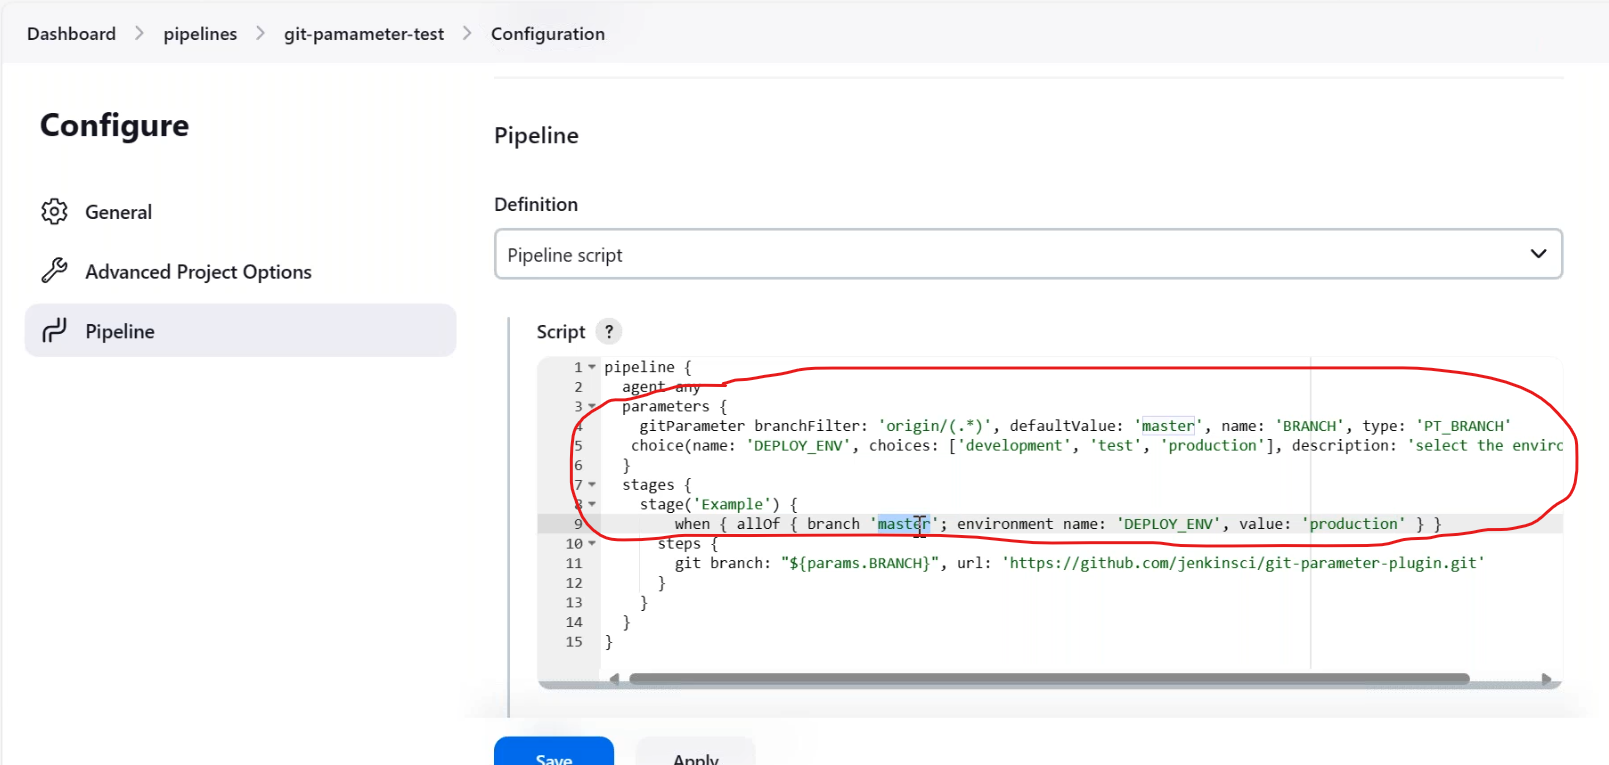 Dashboard > pipelines > git-pamameter-test > Configuration
Configure
General
Advanced Project Options
Pipeline
Pipeline
Definition
Pipeline script
Script ?
1 pipeline {
2 agent any
3 parameters {
4 gitParameter branchFilter: 'origin/(.*)', defaultValue: 'master', name: 'BRANCH', type: 'PT_BRANCH'
5 choice(name: 'DEPLOY_ENV', choices: ['development', 'test', 'production'], description: 'select the enviro
6 }
7 stages {
8 stage('Example') {
9 when { allOf { branch 'master'; environment name: 'DEPLOY_ENV', value: 'production' } }
10 steps {
11 git branch: "${params.BRANCH}", url: 'https://github.com/jenkinsci/git-parameter-plugin.git'
12 }
13 }
14 }
15 }
Save
Apply